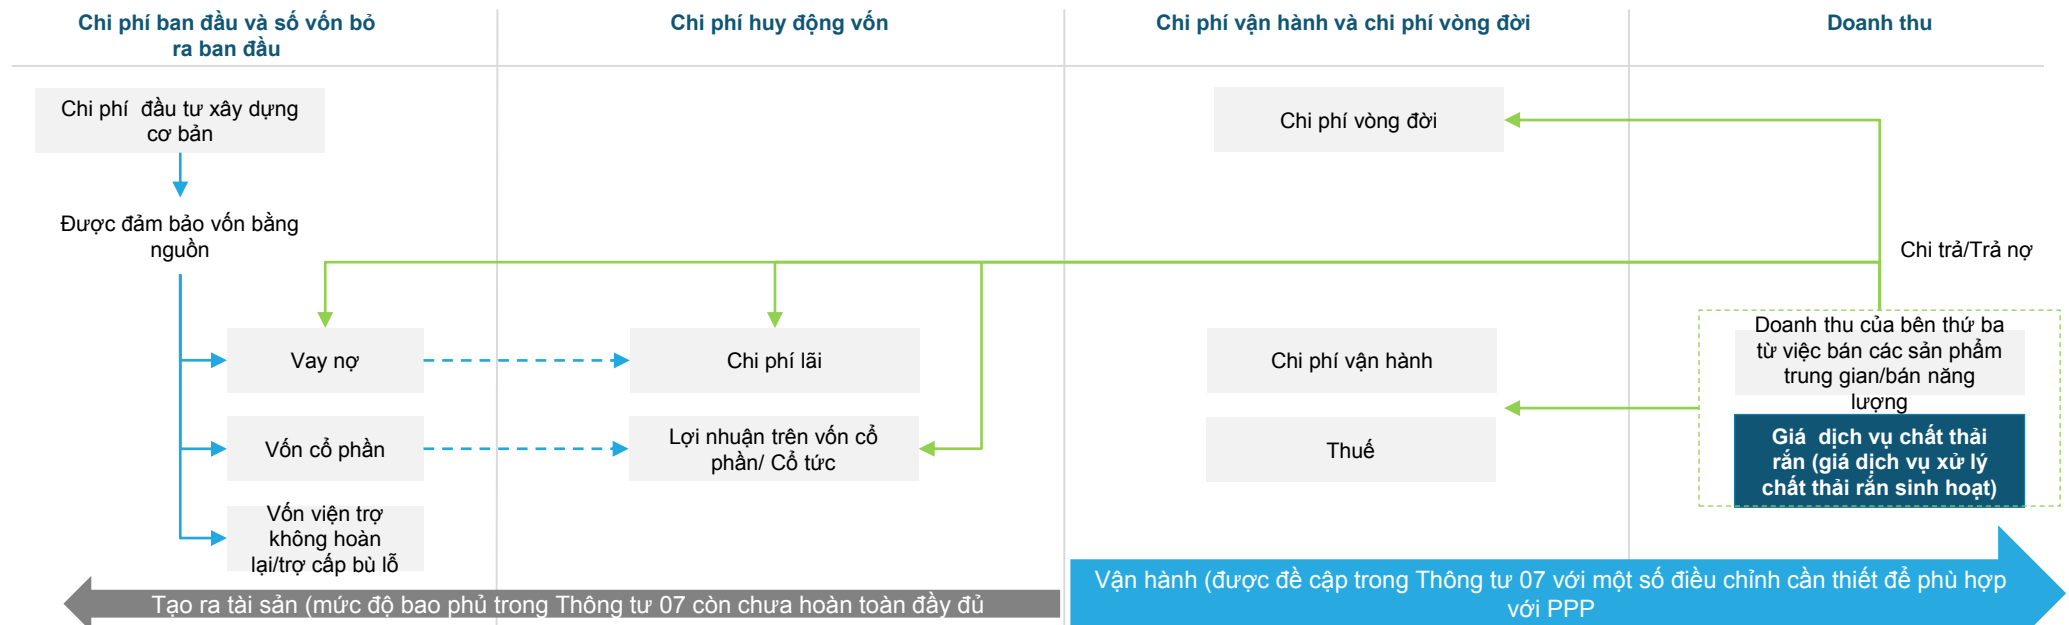 Chi phí ban đầu và số vốn bỏ
ra ban đầu
Chi phí huy động vốn
Chi phí vận hành và chi phí vòng đời
Doanh thu
Chi phí  đầu tư xây dựng
cơ bản
Chi phí vòng đời
Được đảm bảo vốn bằng
nguồn
Chi trả/Trả nợ
Vay nợ
Chi phí lãi
Chi phí vận hành
Doanh thu của bên thứ ba
từ việc bán các sản phẩm
trung gian/bán năng
lượng
Vốn cổ phần
Lợi nhuận trên vốn cổ
phần/ Cổ tức
Thuế
Giá  dịch vụ chất thải
rắn (giá dịch vụ xử lý
chất thải rắn sinh hoạt)
Vốn viện trợ
không hoàn
lại/trợ cấp bù lỗ
Tạo ra tài sản (mức độ bao phủ trong Thông tư 07 còn chưa hoàn toàn đầy đủ
Vận hành (được đề cập trong Thông tư 07 với một số điều chỉnh cần thiết để phù hợp
với PPP